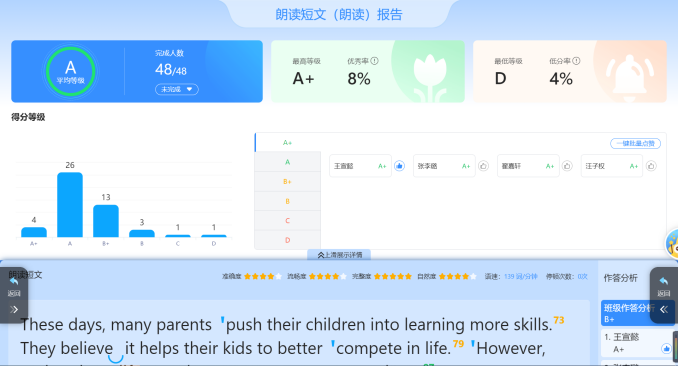 朗读短文（朗读）报告
A
平均等级
完成人数
48/48
未完成
最高等级
A+
优秀率
8%
最低等级
D
低分率
4%
得分等级
4
26
13
3
1
1
A+
A
B+
B
C
D
A+
A
B+
B
C
D
一键批量点赞
王宣懿 A+
张李皓 A+
翟嘉轩 A+
汪子权 A+
上滑展示详情
朗读短文
准确度 流畅度 完整度 自然度 语速：139 词/分钟 停顿次数：0次
作答分析
返回
返回
班级作答分析
B+
1. 王宣懿
A+
These days, many parents 'push their children into learning more skills. 73
They believe it helps their kids to better 'compete in life. 79 'However,